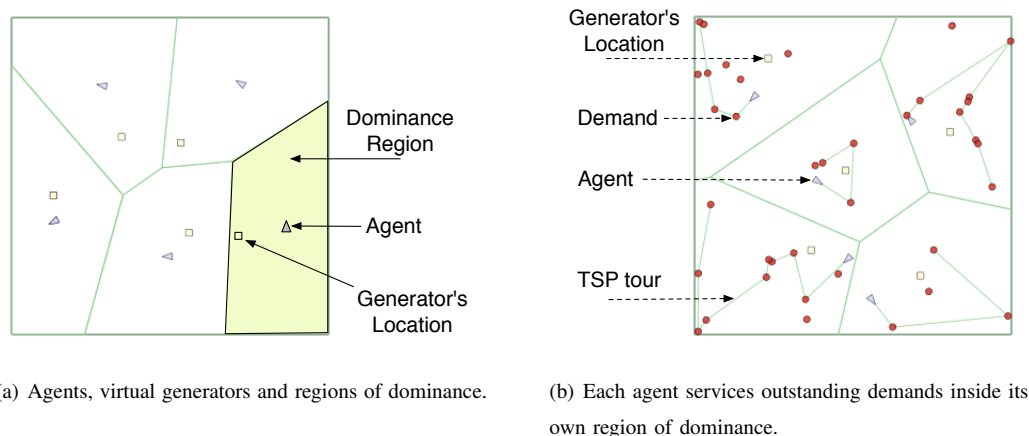 Dominance
Region
Agent
Generator's
Location
Generator's
Location
Demand
Agent
TSP tour
a) Agents, virtual generators and regions of dominance.
(b) Each agent services outstanding demands inside its
own region of dominance.